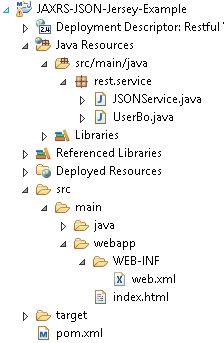 JAXRS-JSON-Jersey-Example
Deployment Descriptor: Restful
Java Resources
src/main/java
rest.service
JSONService.java
UserBo.java
Libraries
Referenced Libraries
Deployed Resources
src
main
java
webapp
WEB-INF
web.xml
index.html
target
pom.xml